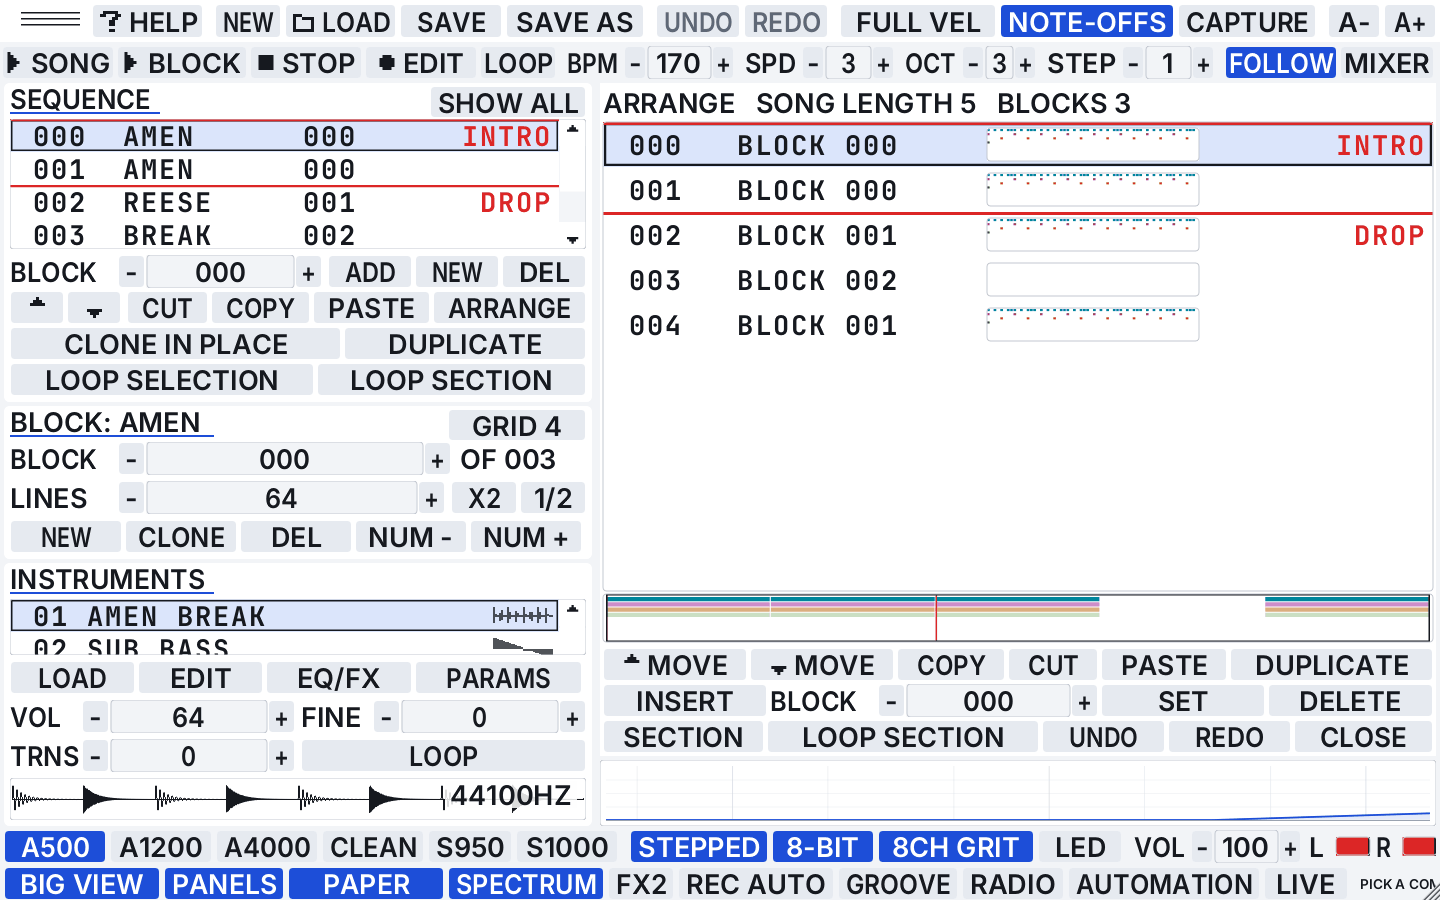 ? HELP NEW LOAD SAVE SAVE AS UNDO REDO FULL VEL NOTE-OFFS CAPTURE A- A+
SONG BLOCK STOP EDIT LOOP BPM - 170 + SPD - 3 + OCT - 3 + STEP - 1 + FOLLOW MIXER
SEQUENCE SHOW ALL
000 AMEN 000 INTRO
001 AMEN 000
002 REESE 001 DROP
003 BREAK 002
BLOCK - 000 + ADD NEW DEL
CUT COPY PASTE ARRANGE
CLONE IN PLACE DUPLICATE
LOOP SELECTION LOOP SECTION
BLOCK: AMEN GRID 4
BLOCK - 000 + OF 003
LINES - 64 + X2 1/2
NEW CLONE DEL NUM - NUM +
INSTRUMENTS
01 AMEN BREAK
02 SUB BASS
LOAD EDIT EQ/FX PARAMS
VOL - 64 + FINE - 0 +
TRNS - 0 + LOOP
44100HZ
ARRANGE SONG LENGTH 5 BLOCKS 3
000 BLOCK 000 INTRO
001 BLOCK 000
002 BLOCK 001 DROP
003 BLOCK 002
004 BLOCK 001
MOVE MOVE COPY CUT PASTE DUPLICATE
INSERT BLOCK - 000 + SET DELETE
SECTION LOOP SECTION UNDO REDO CLOSE
A500 A1200 A4000 CLEAN S950 S1000 STEPPED 8-BIT 8CH GRIT LED VOL - 100 + L R
BIG VIEW PANELS PAPER SPECTRUM FX2 REC AUTO GROOVE RADIO AUTOMATION LIVE PICK A